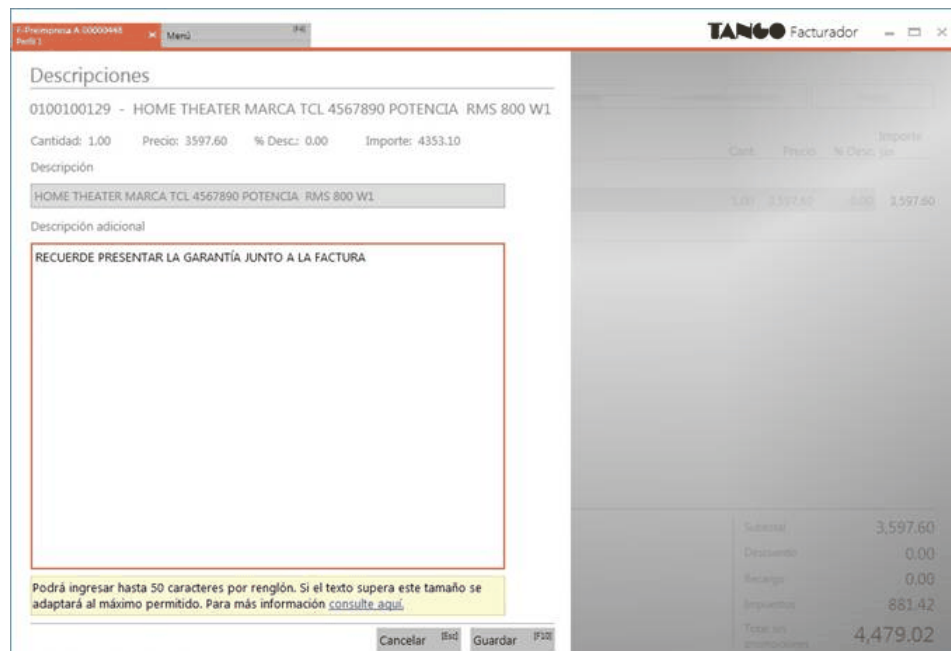 E-Preimpresa A 00000448
Perfil 1
Menú
[F4]
TANGO Facturador
Descripciones
0100100129 - HOME THEATER MARCA TCL 4567890 POTENCIA RMS 800 W1
Cantidad: 1.00 Precio: 3597.60 % Desc.: 0.00 Importe: 4353.10
Descripción
HOME THEATER MARCA TCL 4567890 POTENCIA RMS 800 W1
Descripción adicional
RECUERDE PRESENTAR LA GARANTÍA JUNTO A LA FACTURA
Podrá ingresar hasta 50 caracteres por renglón. Si el texto supera este tamaño se
adaptará al máximo permitido. Para más información consulte aquí.
Cancelar [Esc] Guardar [F10]
Importe
Cant. Precio % Desc.
1.00 3,597.60 0.00 3,597.60
Subtotal 3,597.60
Descuento 0.00
Recargo 0.00
Impuestos 881.42
Total sin
promociones 4,479.02